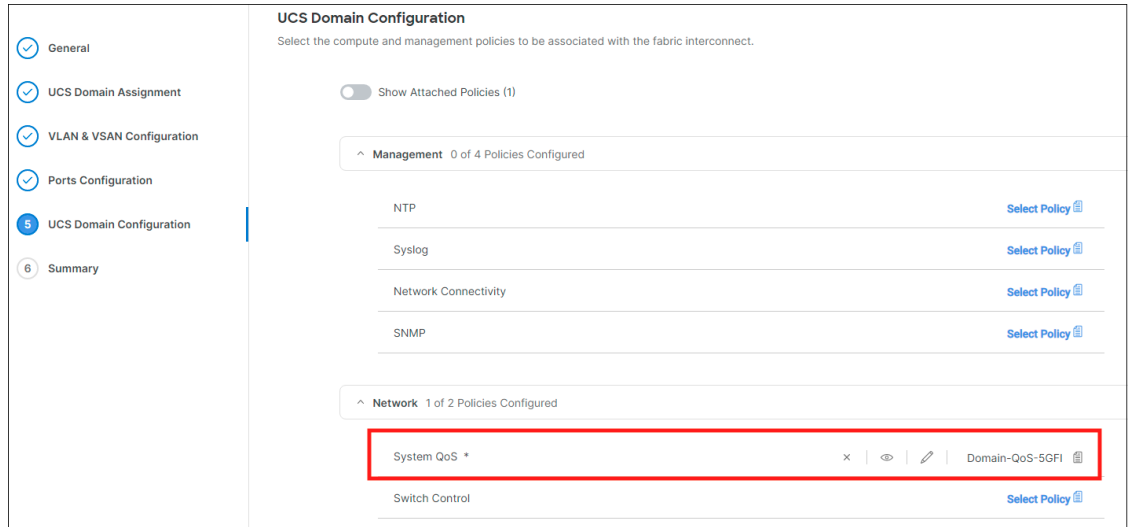 UCS Domain Configuration
Select the compute and management policies to be associated with the fabric interconnect.
General
UCS Domain Assignment
VLAN & VSAN Configuration
Ports Configuration
5 UCS Domain Configuration
6 Summary
Show Attached Policies (1)
Management 0 of 4 Policies Configured
NTP Select Policy
Syslog Select Policy
Network Connectivity Select Policy
SNMP Select Policy
Network 1 of 2 Policies Configured
System QoS * Domain-QoS-5GFI
Switch Control Select Policy